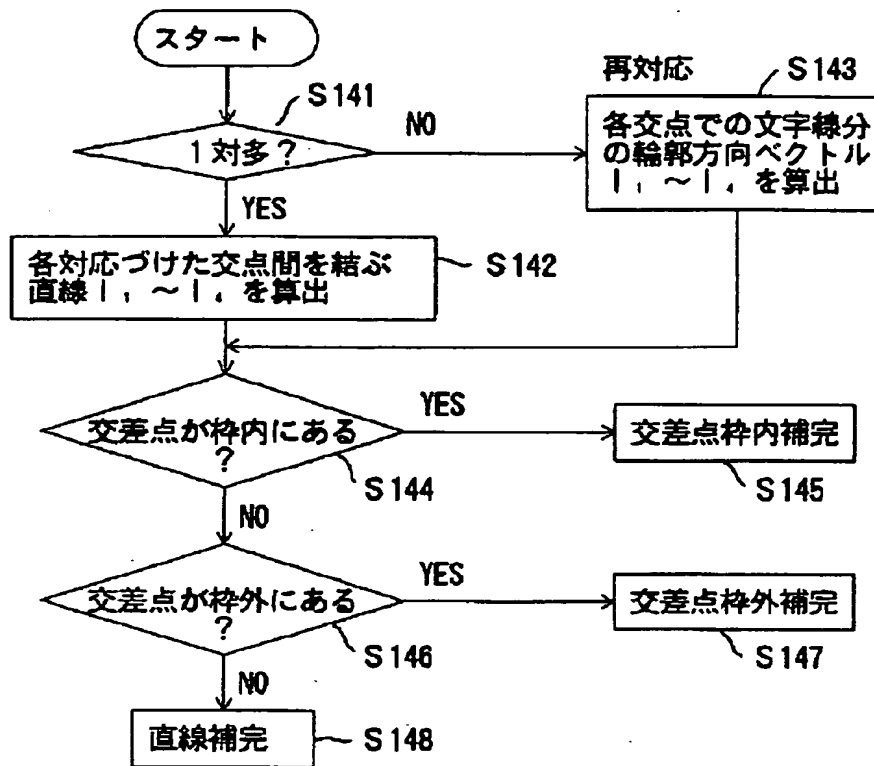 スタート
S141
1対多?
NO
YES
再対応
S143
各交点での文字線分
の輪郭方向ベクトル
l₁~l₄を算出
各対応づけた交点間を結ぶ
直線l₁~l₄を算出
S142
交差点が枠内にある
?
S144
YES
交差点枠内補完
S145
NO
交差点が枠外にある
?
S146
YES
交差点枠外補完
S147
NO
直線補完
S148